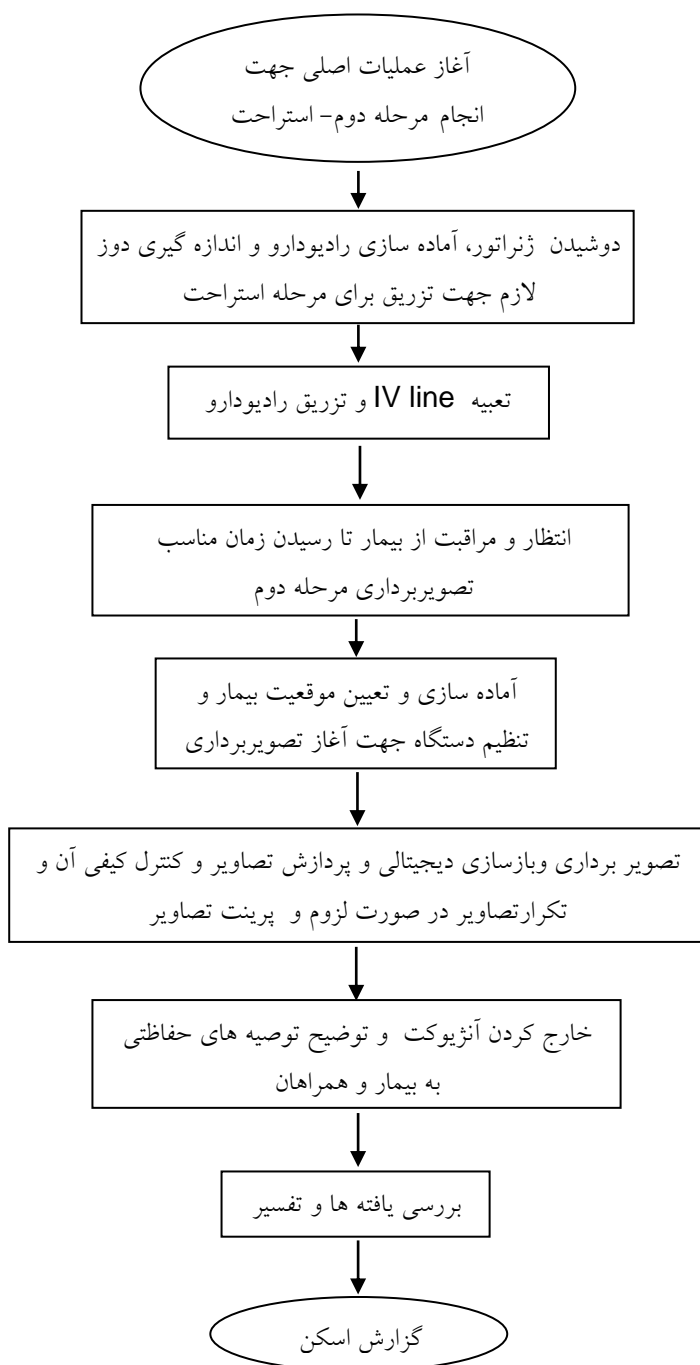 آغاز عملیات اصلی جهت
انجام مرحله دوم- استراحت
دوشیدن ژنراتور، آماده سازی رادیودارو و اندازه گیری دوز
لازم جهت تزریق برای مرحله استراحت
تعبیه IV line و تزریق رادیودارو
انتظار و مراقبت از بیمار تا رسیدن زمان مناسب
تصویربرداری مرحله دوم
آماده سازی و تعیین موقعیت بیمار و
تنظیم دستگاه جهت آغاز تصویربرداری
تصویر برداری وبازسازی دیجیتالی و پردازش تصاویر و کنترل کیفی آن و
تکرارتصاویر در صورت لزوم و پرینت تصاویر
خارج کردن آنژیوکت و توضیح توصیه های حفاظتی
به بیمار و همراهان
بررسی یافته ها و تفسیر
گزارش اسکن